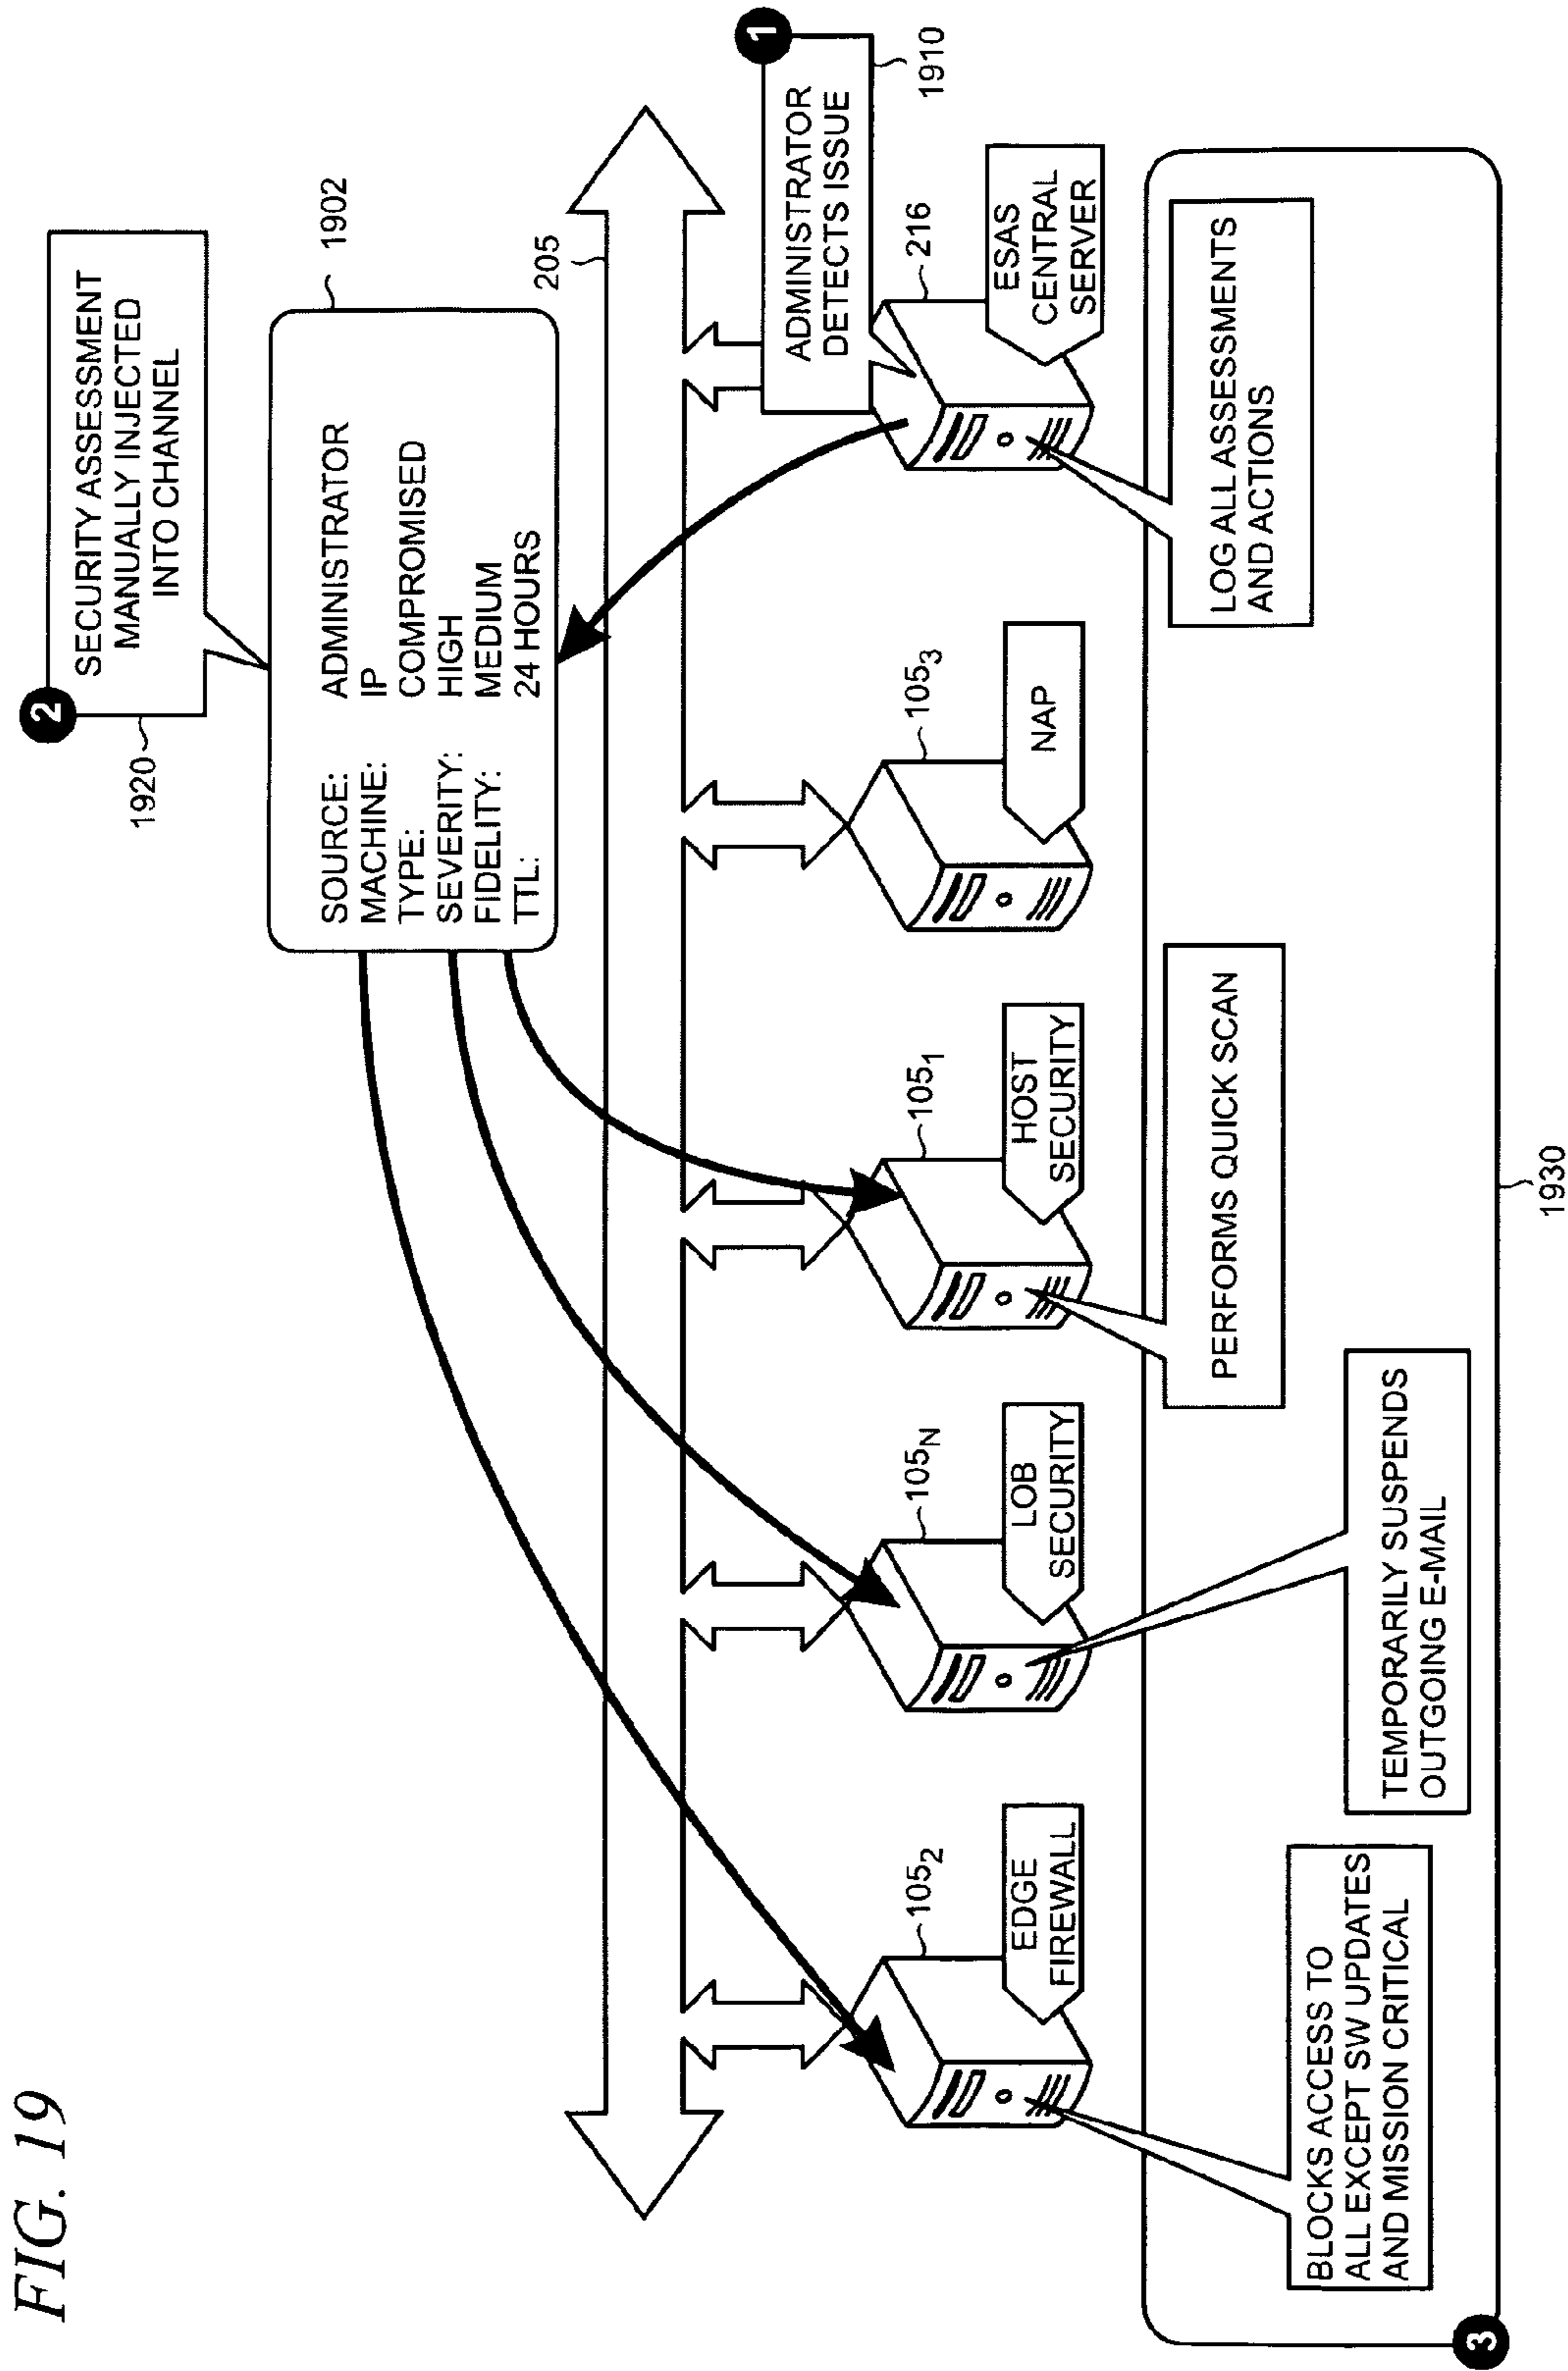 FIG. 19
2
SECURITY ASSESSMENT
MANUALLY INJECTED
INTO CHANNEL
1920
1902
SOURCE: ADMINISTRATOR
MACHINE: IP
TYPE: COMPROMISED
SEVERITY: HIGH
FIDELITY: MEDIUM
TTL: 24 HOURS
205
1
ADMINISTRATOR
DETECTS ISSUE
1910
105₂
EDGE
FIREWALL
105N
LOB
SECURITY
105₁
HOST
SECURITY
105₃
NAP
216
ESAS
CENTRAL
SERVER
BLOCKS ACCESS TO
ALL EXCEPT SW UPDATES
AND MISSION CRITICAL
TEMPORARILY SUSPENDS
OUTGOING E-MAIL
PERFORMS QUICK SCAN
LOG ALL ASSESSMENTS
AND ACTIONS
3
1930